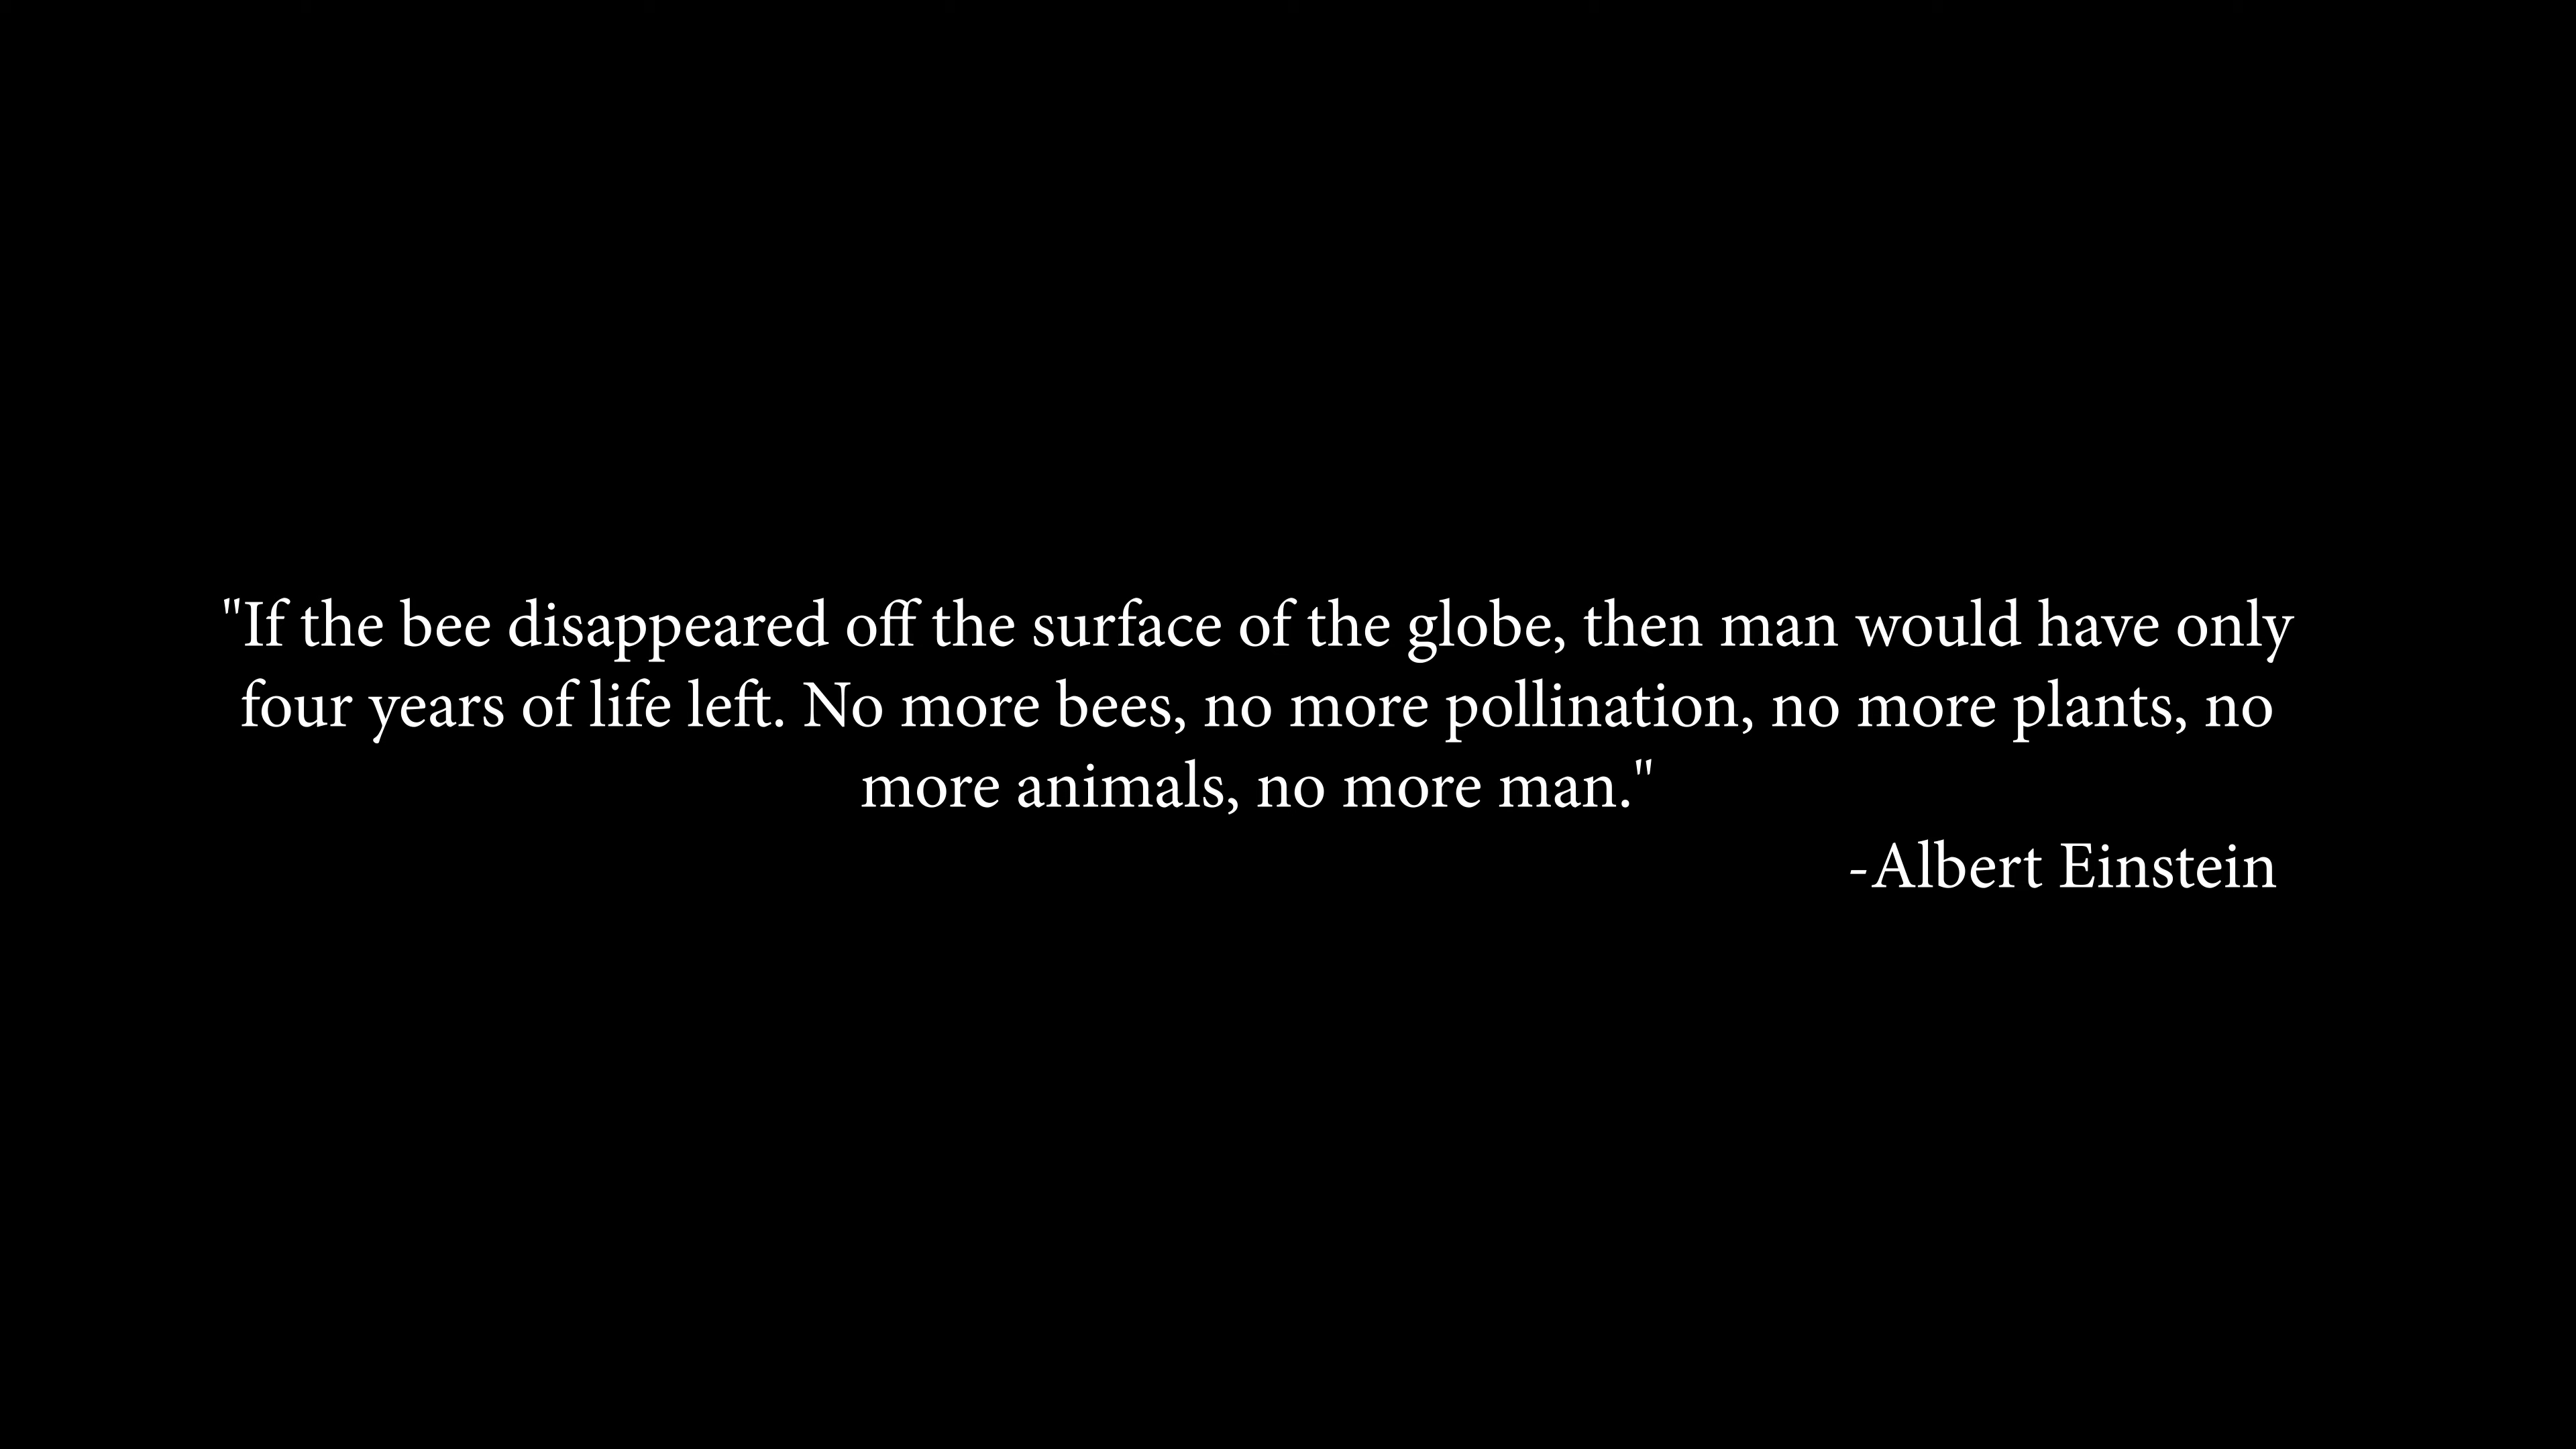 "If the bee disappeared off the surface of the globe, then man would have only
four years of life left. No more bees, no more pollination, no more plants, no
more animals, no more man."
-Albert Einstein